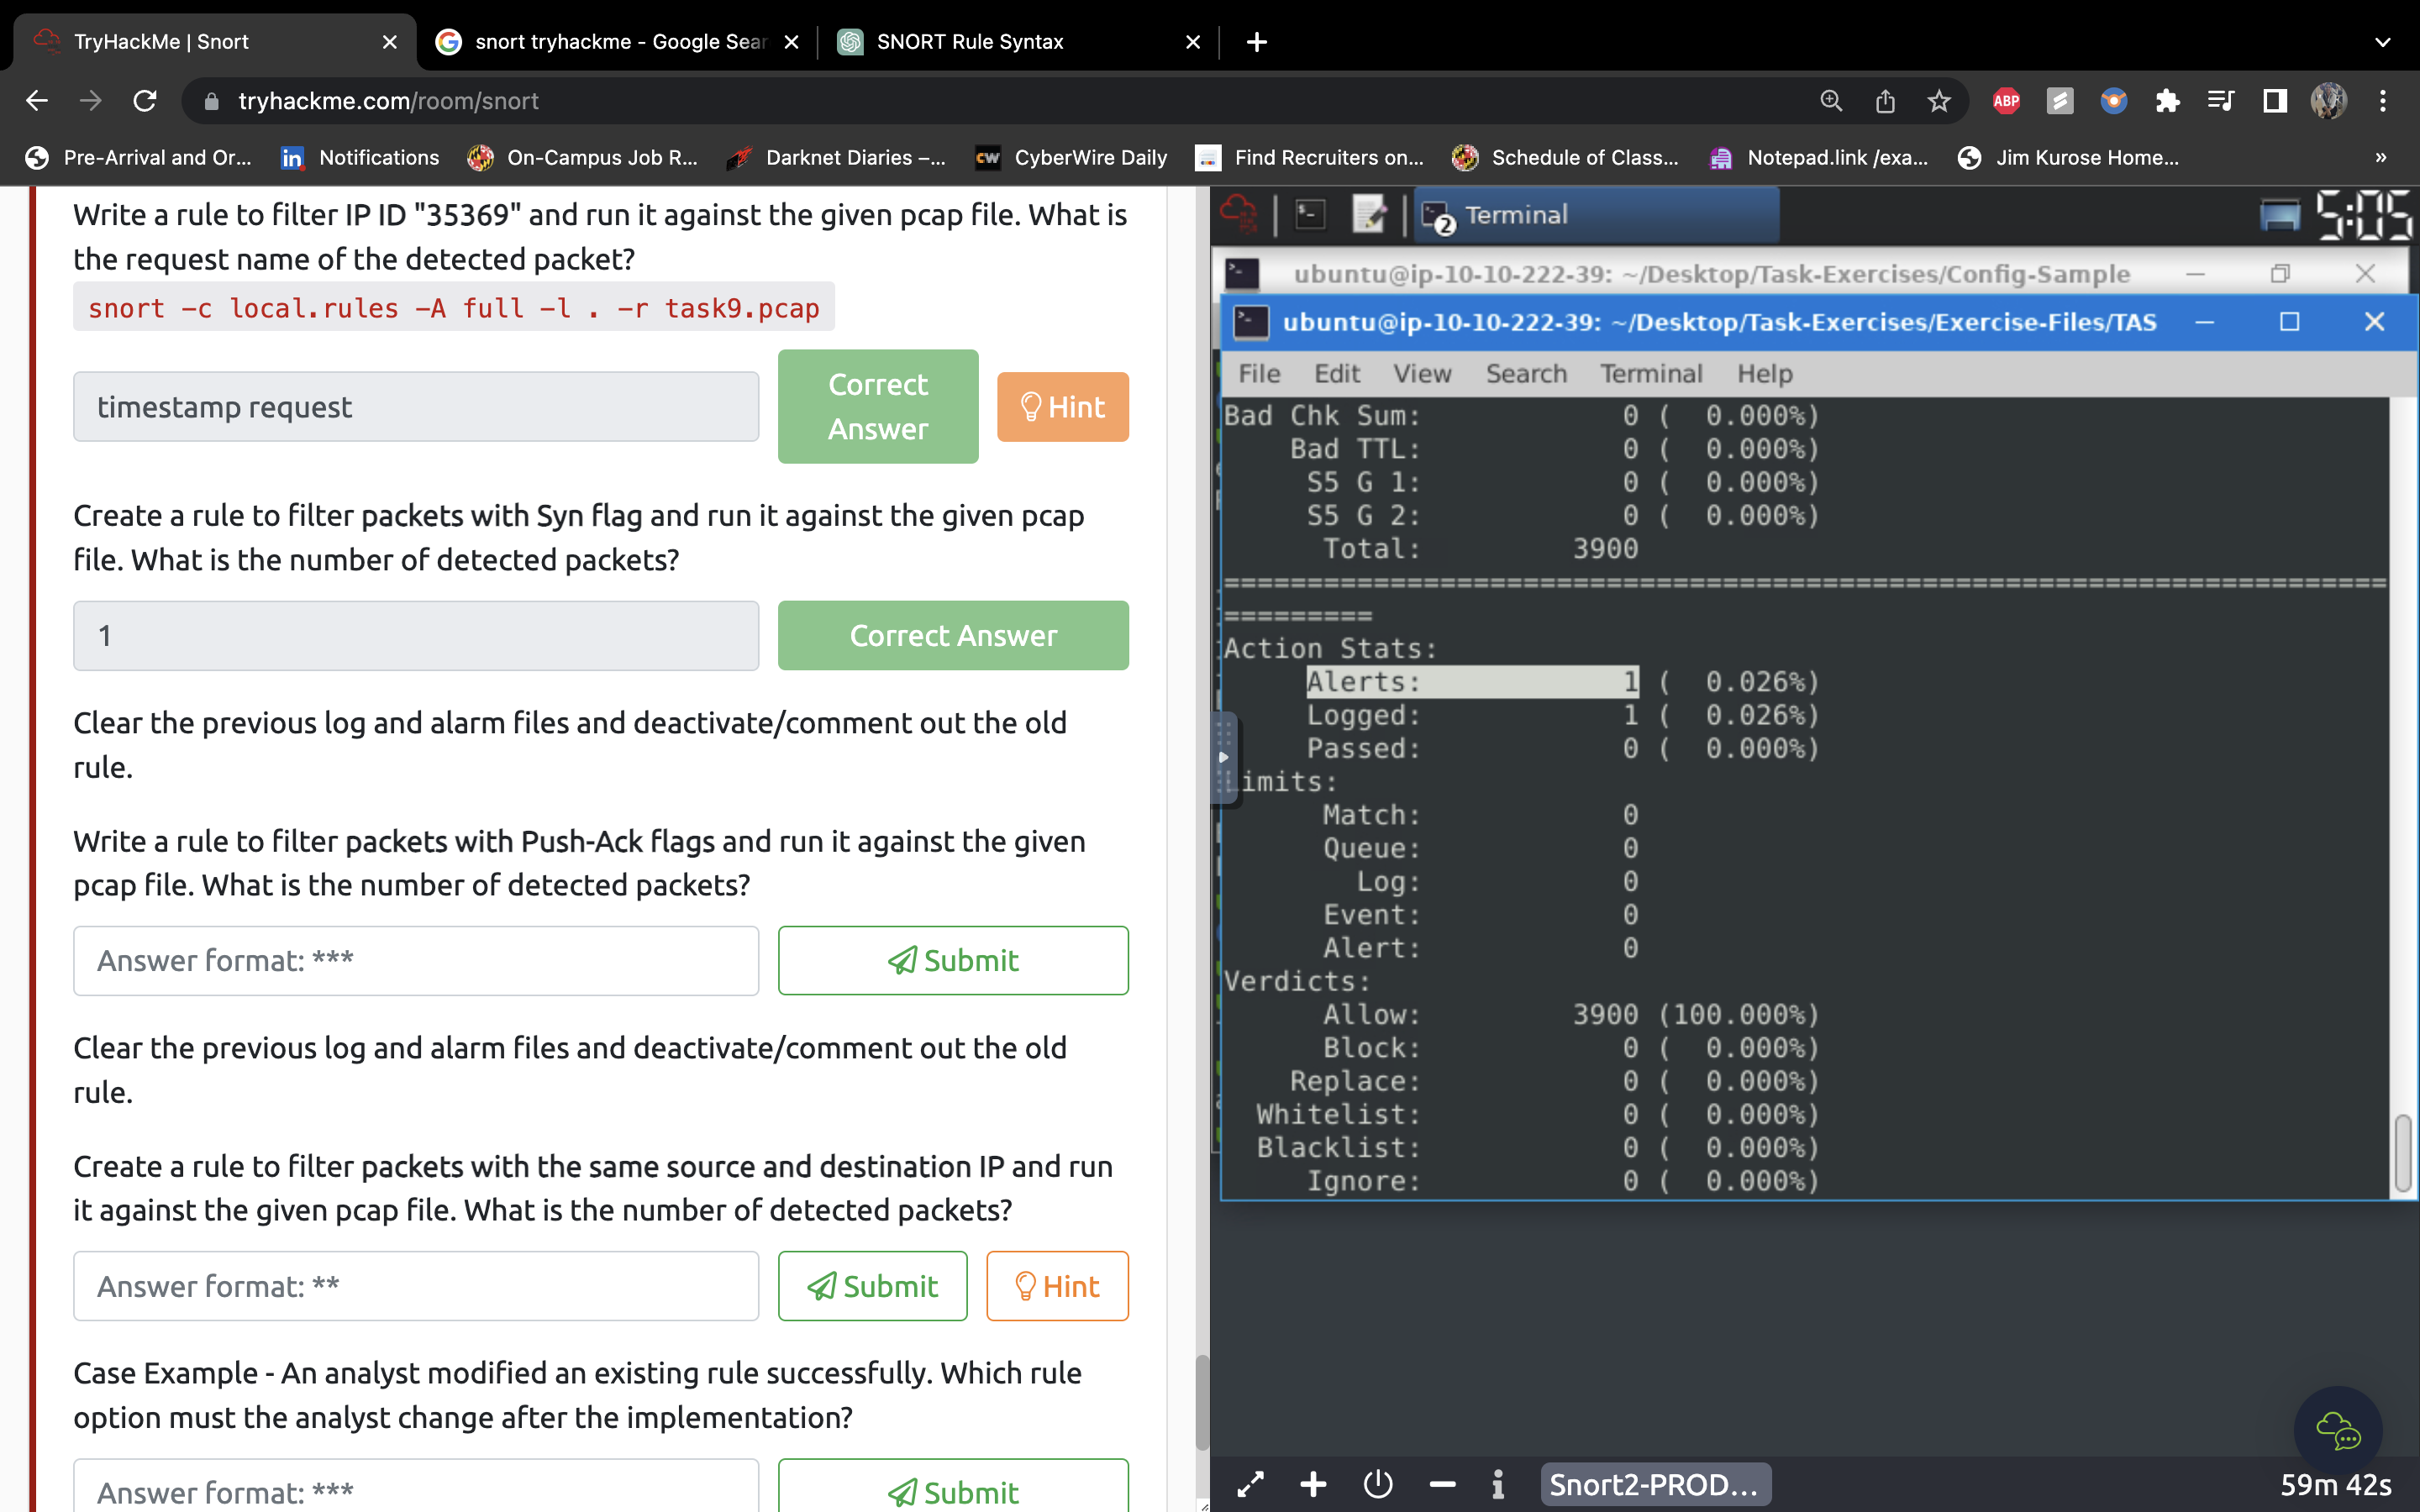 TryHackMe | Snort
snort tryhackme - Google Sear
SNORT Rule Syntax
tryhackme.com/room/snort
ABP
Pre-Arrival and Or...
Notifications
On-Campus Job R...
Darknet Diaries –...
CW CyberWire Daily
Find Recruiters on...
Schedule of Class...
Notepad.link /exa...
Jim Kurose Home...
»
Write a rule to filter IP ID "35369" and run it against the given pcap file. What is
the request name of the detected packet?
snort -c local.rules -A full -l . -r task9.pcap
timestamp request
Correct
Answer
Hint
Create a rule to filter packets with Syn flag and run it against the given pcap
file. What is the number of detected packets?
1
Correct Answer
Clear the previous log and alarm files and deactivate/comment out the old
rule.
Write a rule to filter packets with Push-Ack flags and run it against the given
pcap file. What is the number of detected packets?
Answer format: ***
Submit
Clear the previous log and alarm files and deactivate/comment out the old
rule.
Create a rule to filter packets with the same source and destination IP and run
it against the given pcap file. What is the number of detected packets?
Answer format: **
Submit
Hint
Case Example - An analyst modified an existing rule successfully. Which rule
option must the analyst change after the implementation?
Answer format: ***
Submit
2 Terminal
5:05
ubuntu@ip-10-10-222-39: ~/Desktop/Task-Exercises/Config-Sample
ubuntu@ip-10-10-222-39: ~/Desktop/Task-Exercises/Exercise-Files/TAS
File Edit View Search Terminal Help
Bad Chk Sum: 0 ( 0.000%)
Bad TTL: 0 ( 0.000%)
S5 G 1: 0 ( 0.000%)
S5 G 2: 0 ( 0.000%)
Total: 3900
=======================================================================
=========
Action Stats:
Alerts: 1 ( 0.026%)
Logged: 1 ( 0.026%)
Passed: 0 ( 0.000%)
imits:
Match: 0
Queue: 0
Log: 0
Event: 0
Alert: 0
Verdicts:
Allow: 3900 (100.000%)
Block: 0 ( 0.000%)
Replace: 0 ( 0.000%)
Whitelist: 0 ( 0.000%)
Blacklist: 0 ( 0.000%)
Ignore: 0 ( 0.000%)
Snort2-PROD...
59m 42s